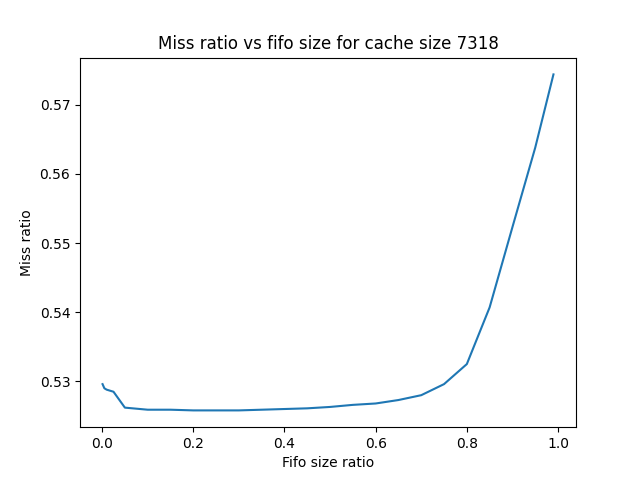 Miss ratio vs fifo size for cache size 7318
Miss ratio
0.57
0.56
0.55
0.54
0.53
0.0 0.2 0.4 0.6 0.8 1.0
Fifo size ratio